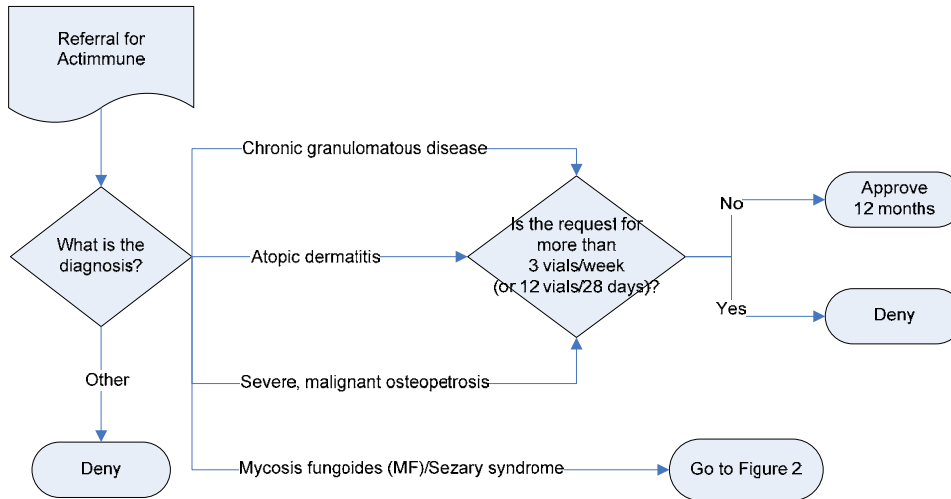 Referral for
Actimmune
Chronic granulomatous disease
What is the
diagnosis?
Atopic dermatitis
Is the request for
more than
3 vials/week
(or 12 vials/28 days)?
No
Approve
12 months
Yes
Deny
Severe, malignant osteopetrosis
Other
Deny
Mycosis fungoides (MF)/Sezary syndrome
Go to Figure 2